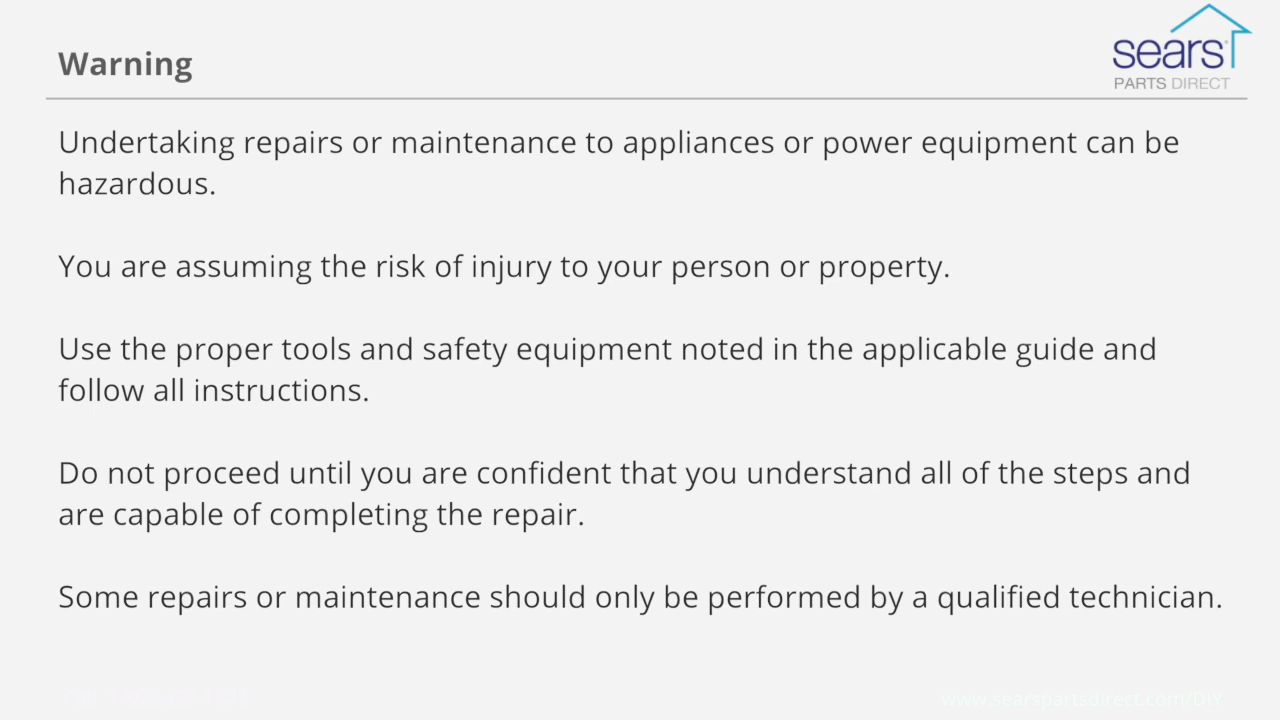 Warning
sears
PARTS DIRECT
Undertaking repairs or maintenance to appliances or power equipment can be
hazardous.
You are assuming the risk of injury to your person or property.
Use the proper tools and safety equipment noted in the applicable guide and
follow all instructions.
Do not proceed until you are confident that you understand all of the steps and
are capable of completing the repair.
Some repairs or maintenance should only be performed by a qualified technician.
www.searspartsdirect.com/DIY